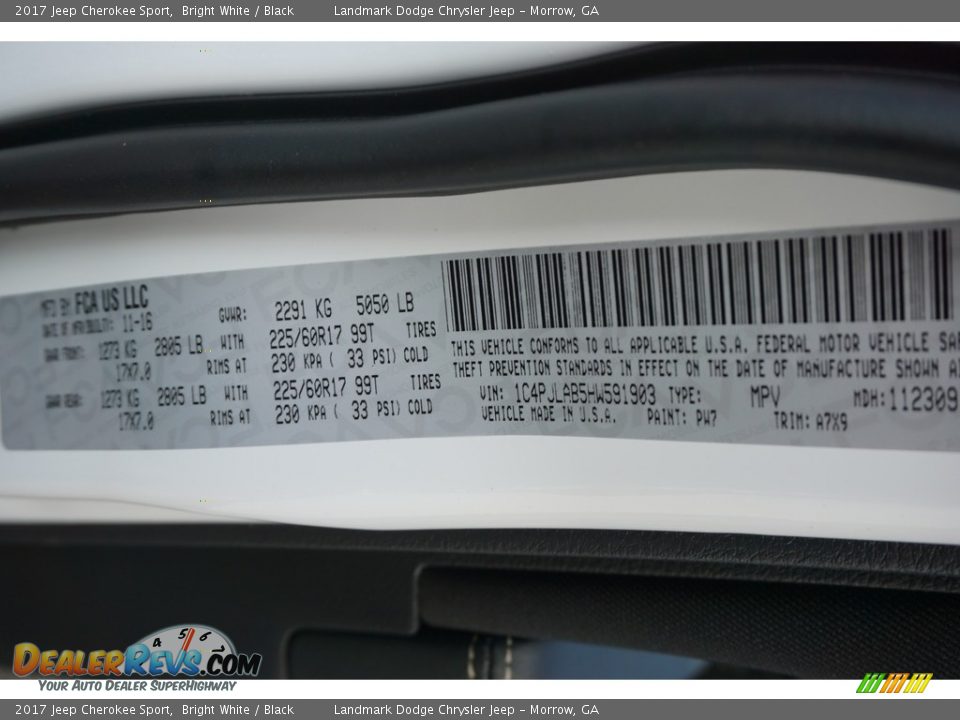 2017 Jeep Cherokee Sport,  Bright White / Black  Landmark Dodge Chrysler Jeep - Morrow, GA
MFD BY: FCA US LLC
DATE OF MFR 11-16 GVWR: 2291 KG 5050 LB
GAWR FRONT: 1273 KG 2805 LB WITH 225/60R17 99T TIRES
17X7.0 RIMS AT 230 KPA ( 33 PSI) COLD
GAWR REAR: 1273 KG 2805 LB WITH 225/60R17 99T TIRES
17X7.0 RIMS AT 230 KPA ( 33 PSI) COLD
THIS VEHICLE CONFORMS TO ALL APPLICABLE U.S.A. FEDERAL MOTOR VEHICLE SA
THEFT PREVENTION STANDARDS IN EFFECT ON THE DATE OF MANUFACTURE SHOWN A
VIN: 1C4PJLAB5HW591903 TYPE: MPV MDH: 112309
VEHICLE MADE IN U.S.A. PAINT: PW7 TRIM: A7X9
4 5 6
DealerRevs.com
Your Auto Dealer SuperHighway
2017 Jeep Cherokee Sport,  Bright White / Black  Landmark Dodge Chrysler Jeep - Morrow, GA